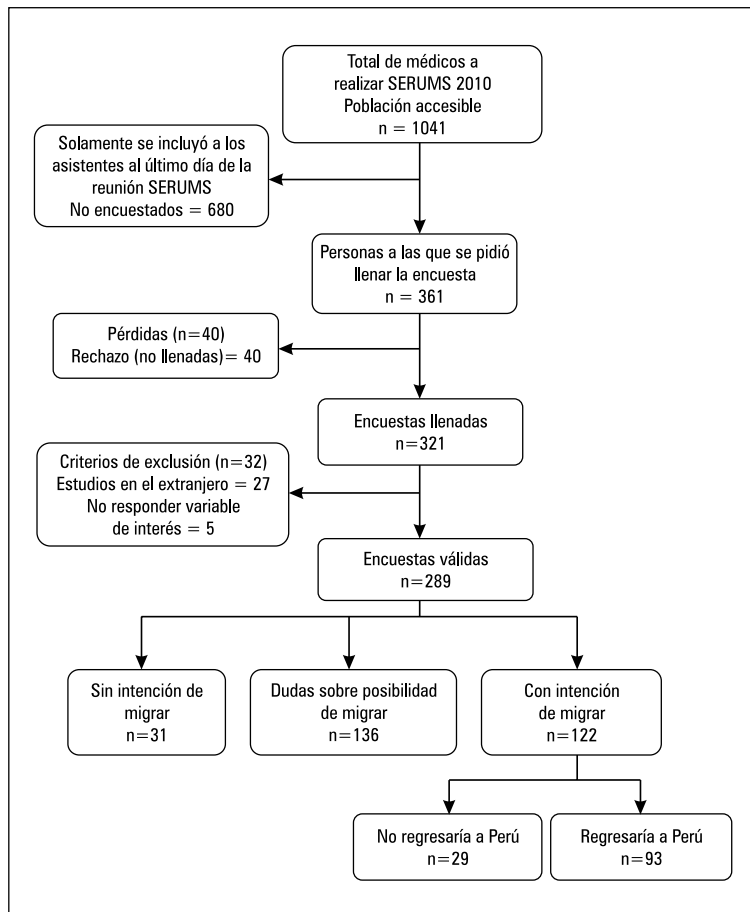 Total de médicos a
realizar SERUMS 2010
Población accesible
n = 1041
Solamente se incluyó a los
asistentes al último día de la
reunión SERUMS
No encuestados = 680
Personas a las que se pidió
llenar la encuesta
n = 361
Pérdidas (n=40)
Rechazo (no llenadas)= 40
Encuestas llenadas
n=321
Criterios de exclusión (n=32)
Estudios en el extranjero = 27
No responder variable
de interés = 5
Encuestas válidas
n=289
Sin intención de
migrar
n=31
Dudas sobre posibilidad
de migrar
n=136
Con intención
de migrar
n=122
No regresaría a Perú
n=29
Regresaría a Perú
n=93